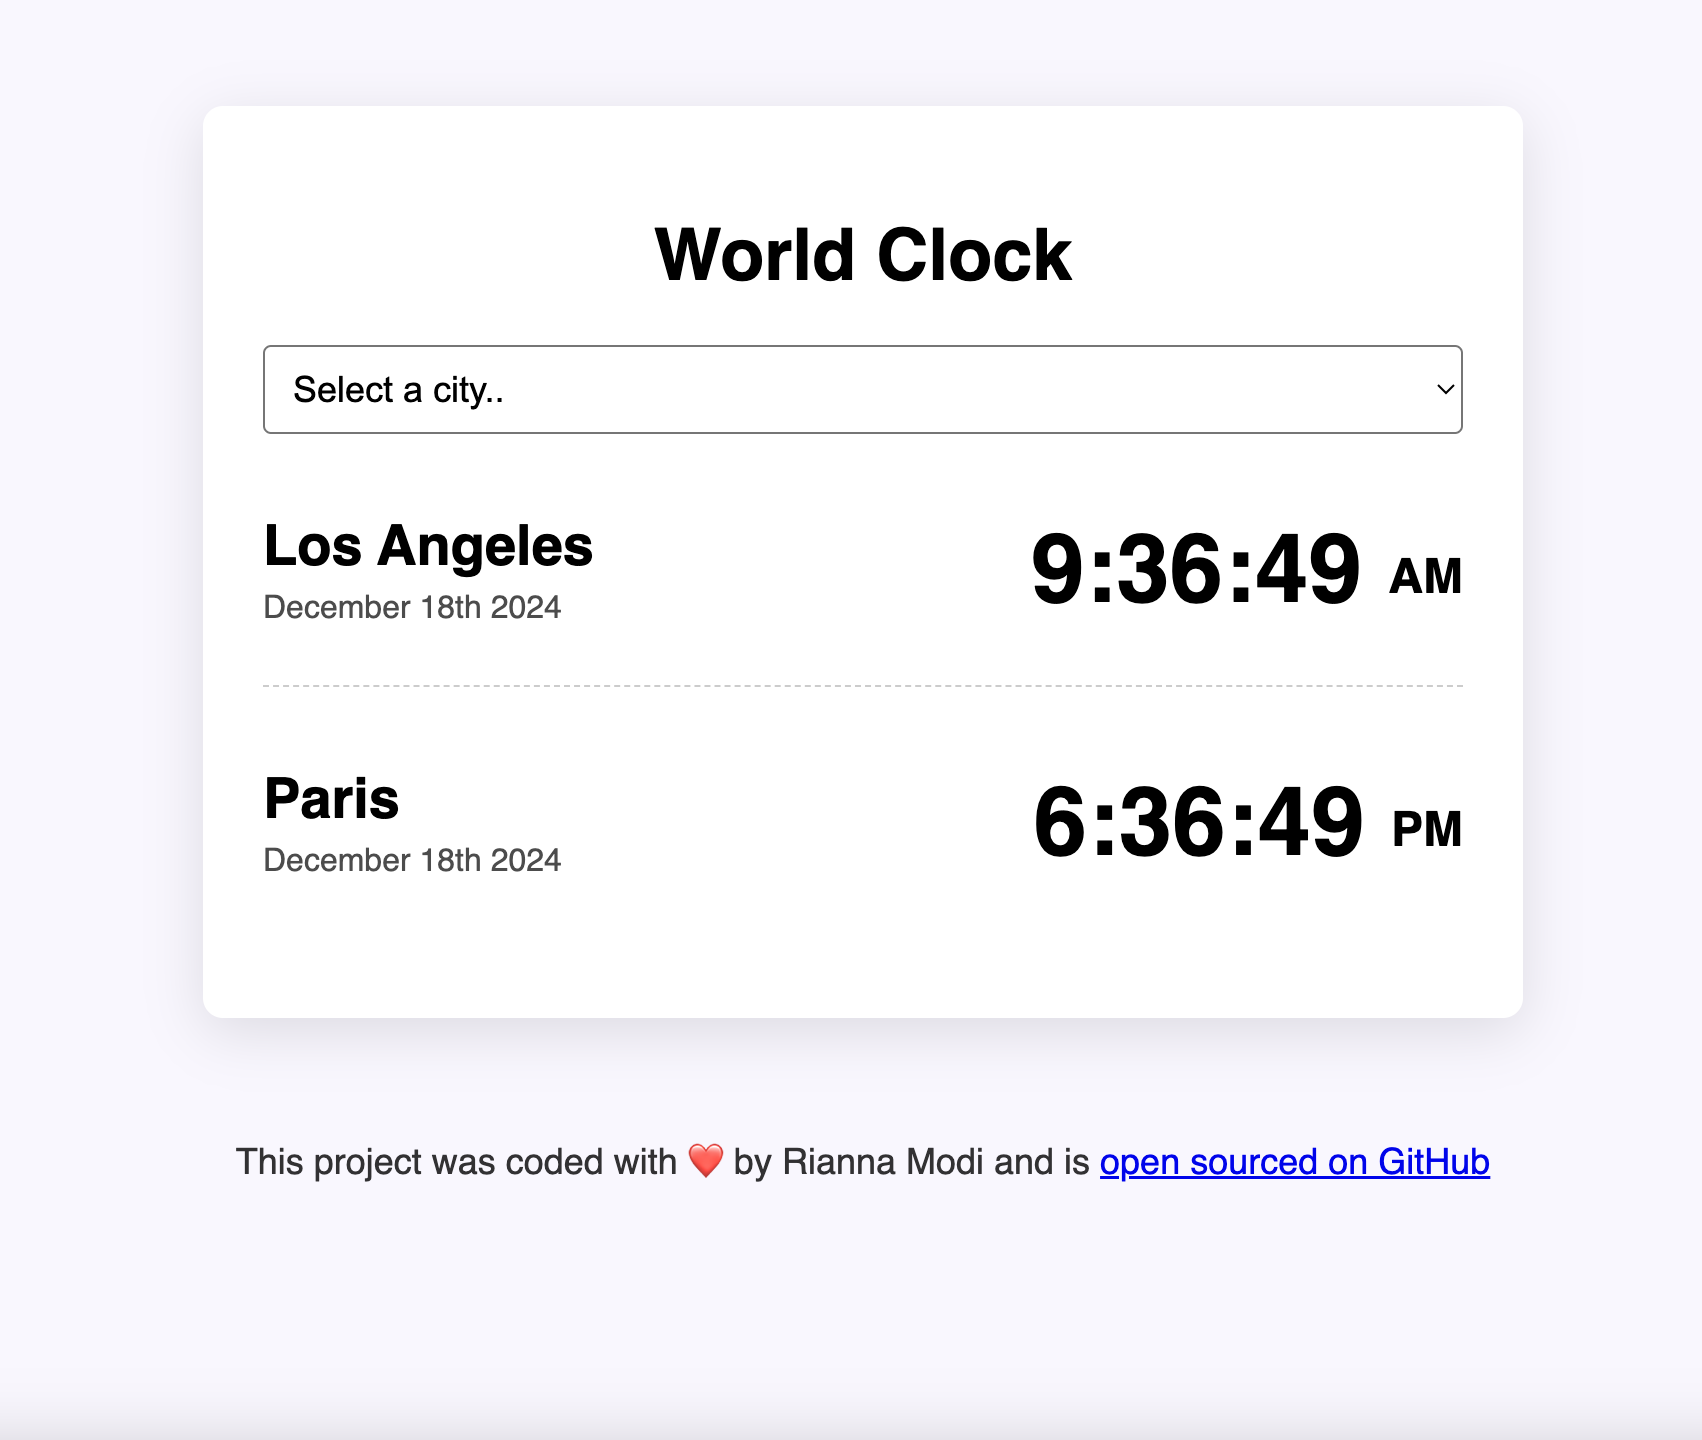 World Clock
Select a city..
Los Angeles
December 18th 2024
9:36:49 AM
Paris
December 18th 2024
6:36:49 PM
This project was coded with ❤️ by Rianna Modi and is open sourced on GitHub